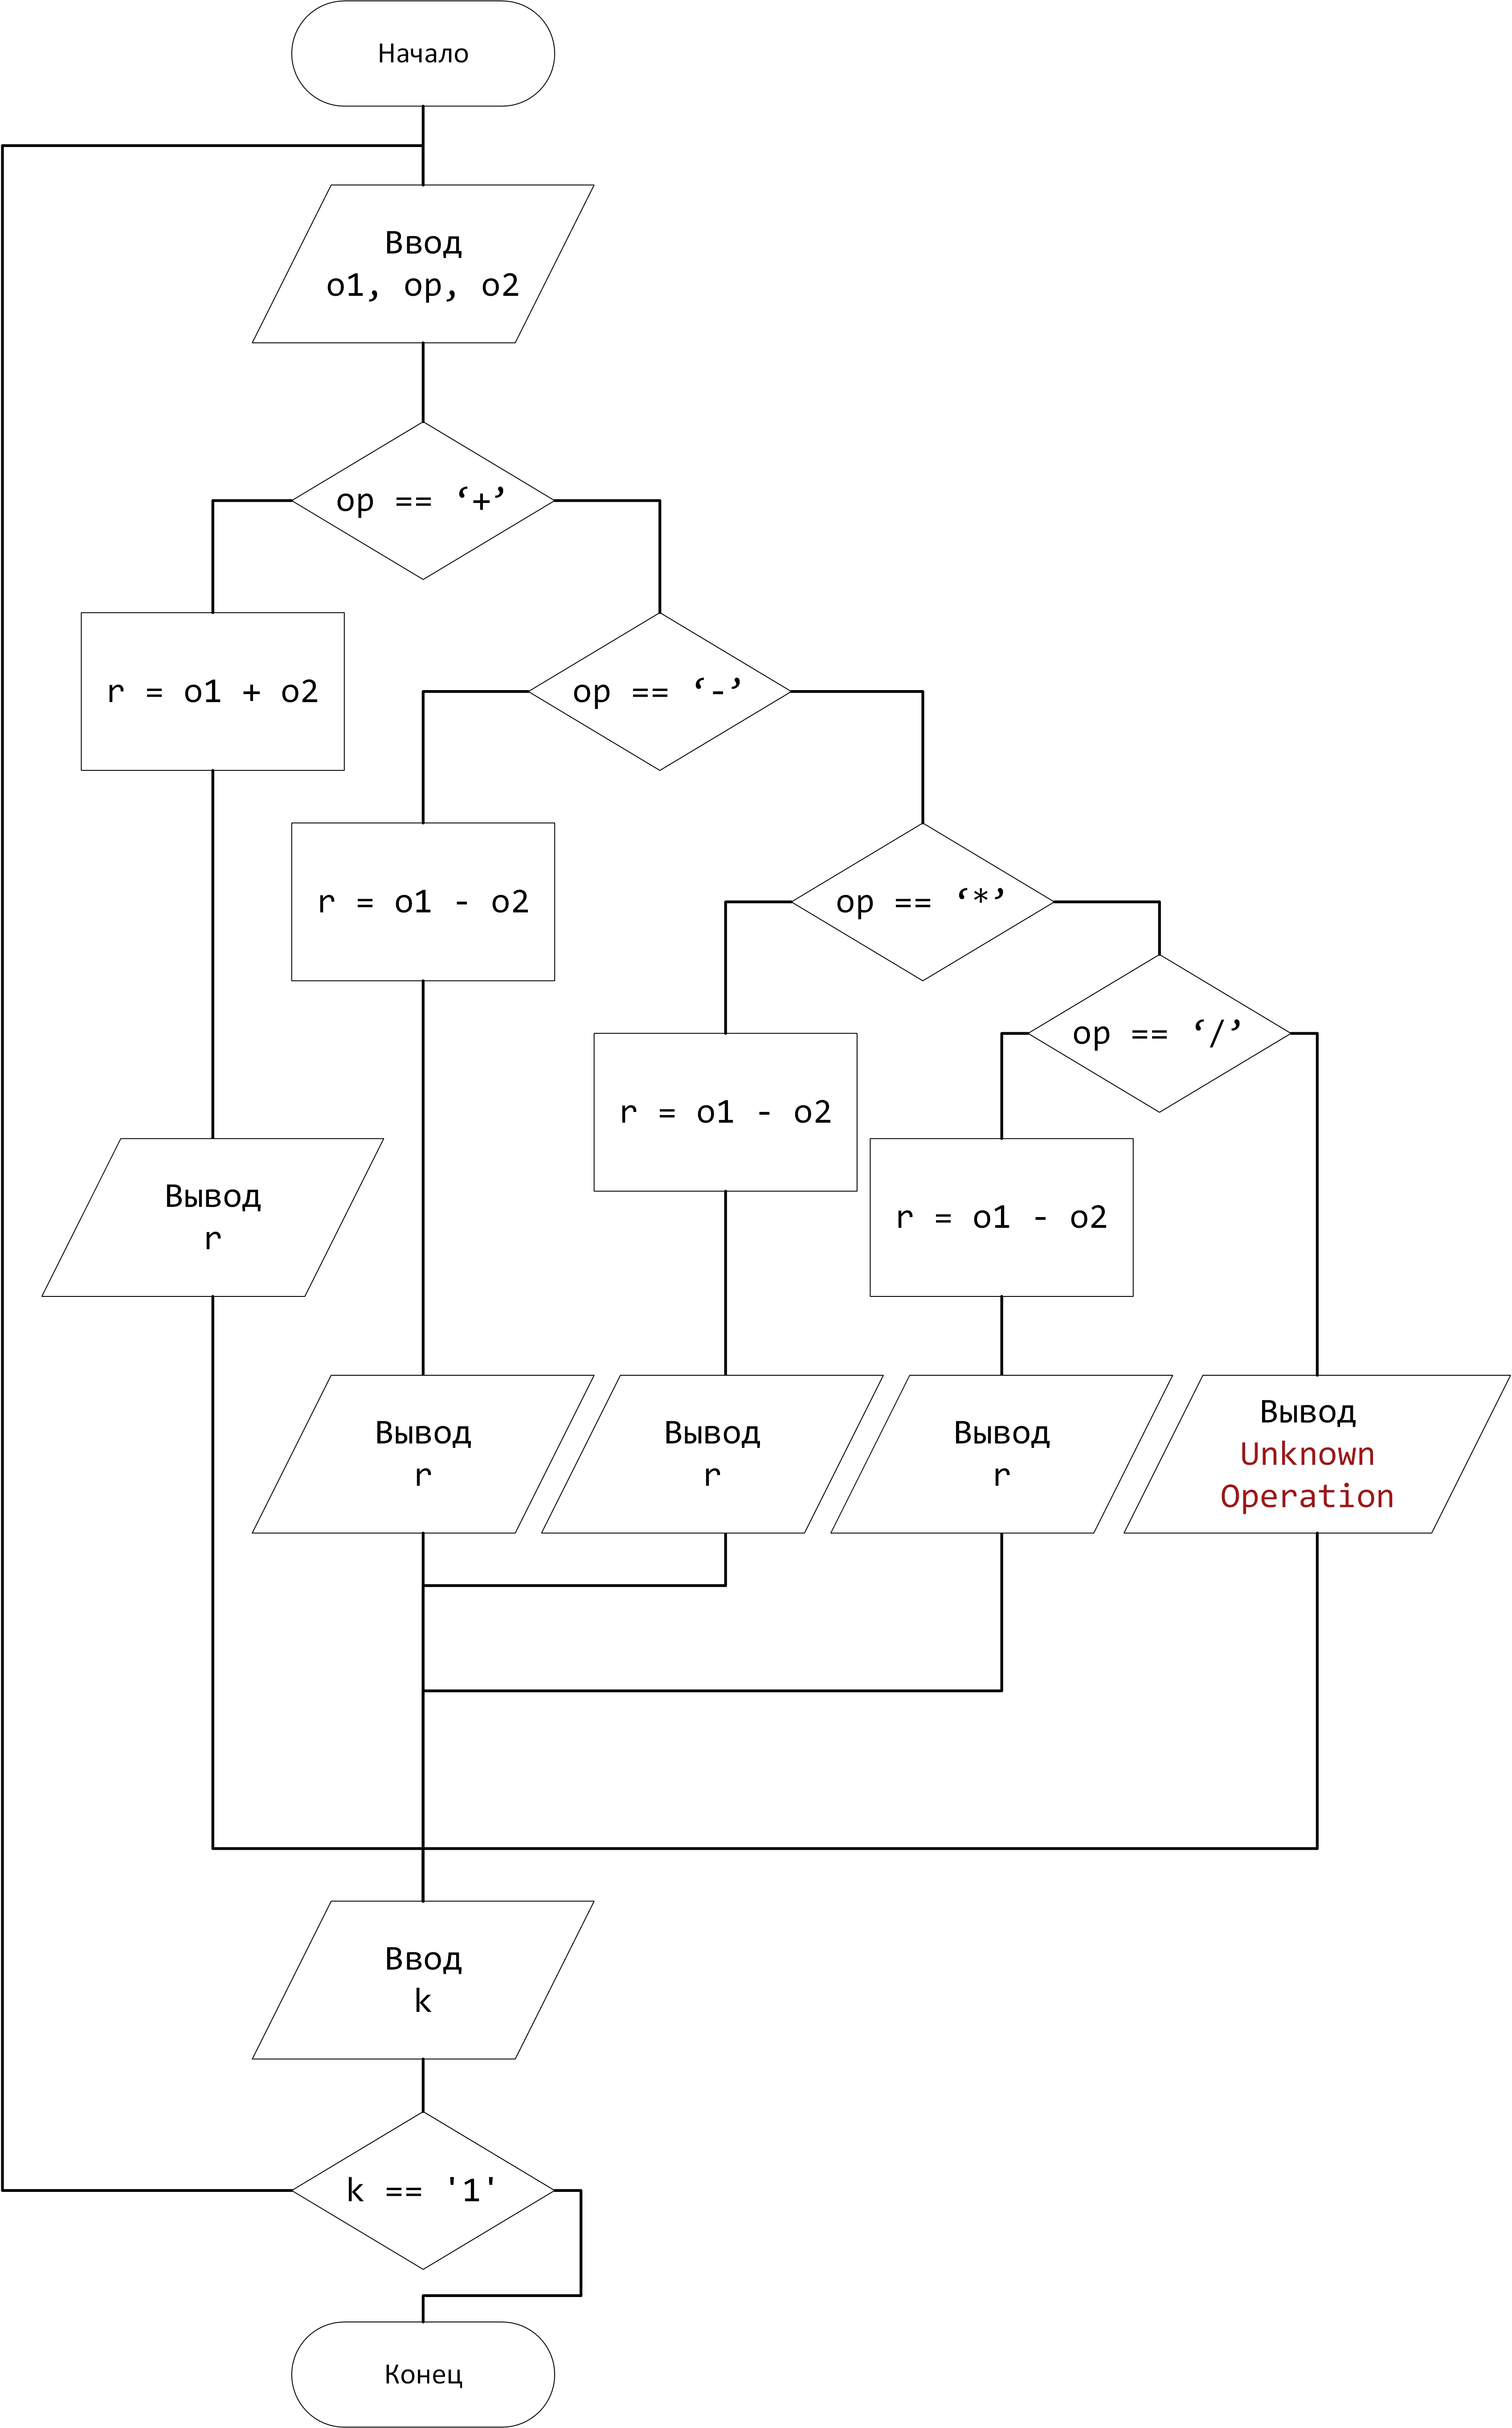 Начало
Ввод
o1, op, o2
op == ‘+’
r = o1 + o2
op == ‘-’
r = o1 - o2
op == ‘*’
op == ‘/’
r = o1 - o2
r = o1 - o2
Вывод
r
Вывод
r
Вывод
r
Вывод
r
Вывод
Unknown
Operation
Ввод
k
k == '1'
Конец